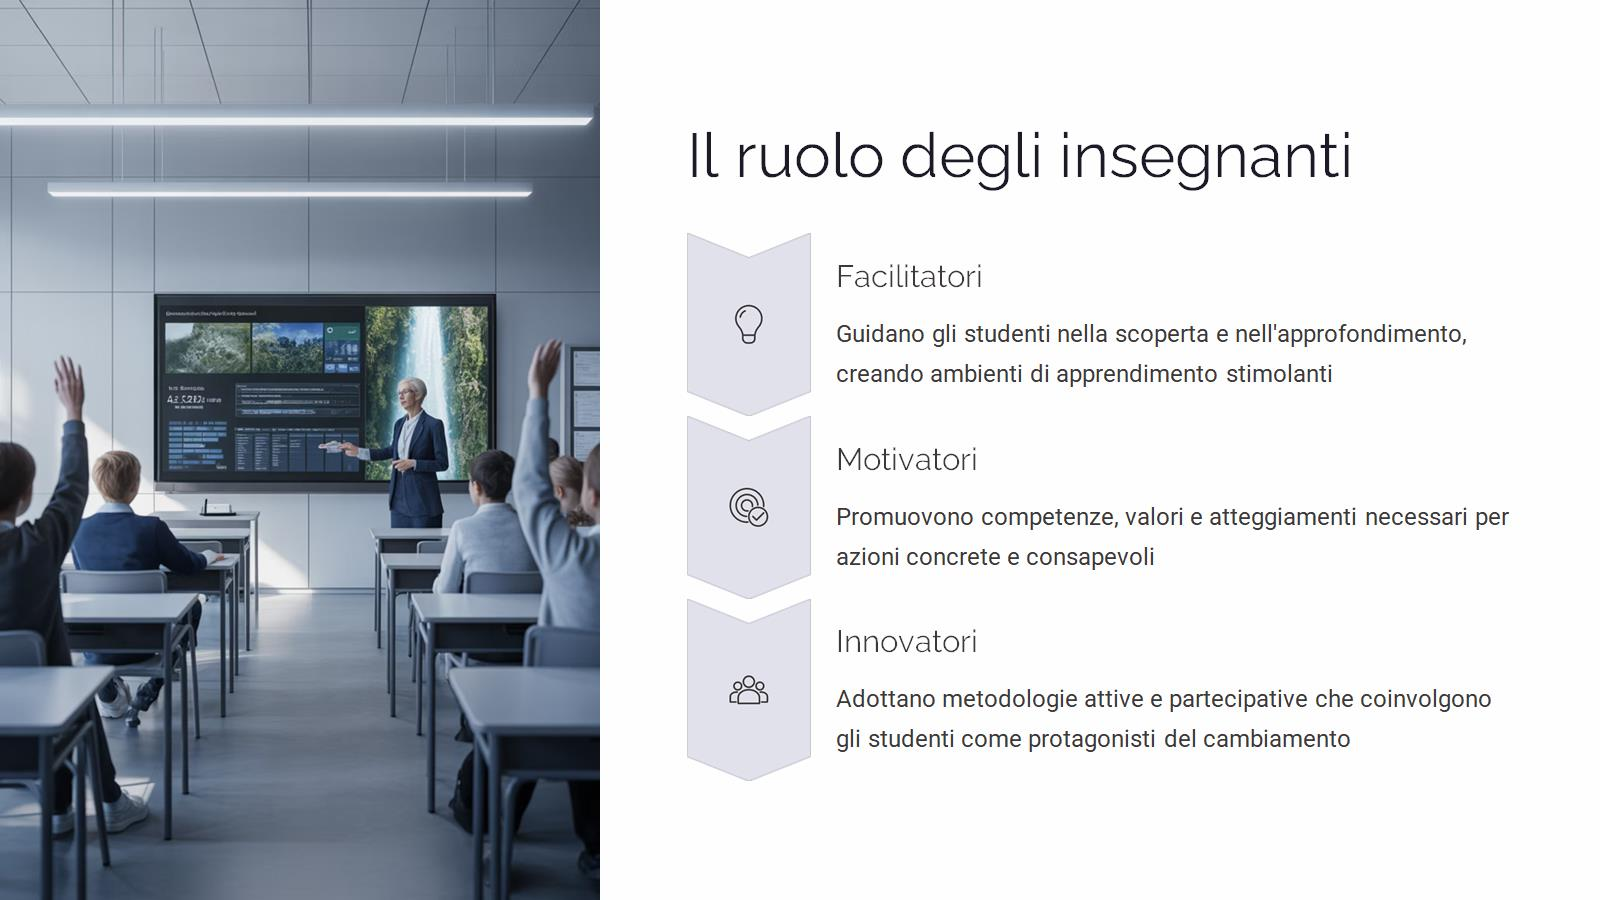 Il ruolo degli insegnanti
Facilitatori
Guidano gli studenti nella scoperta e nell'approfondimento,
creando ambienti di apprendimento stimolanti
Motivatori
Promuovono competenze, valori e atteggiamenti necessari per
azioni concrete e consapevoli
Innovatori
Adottano metodologie attive e partecipative che coinvolgono
gli studenti come protagonisti del cambiamento